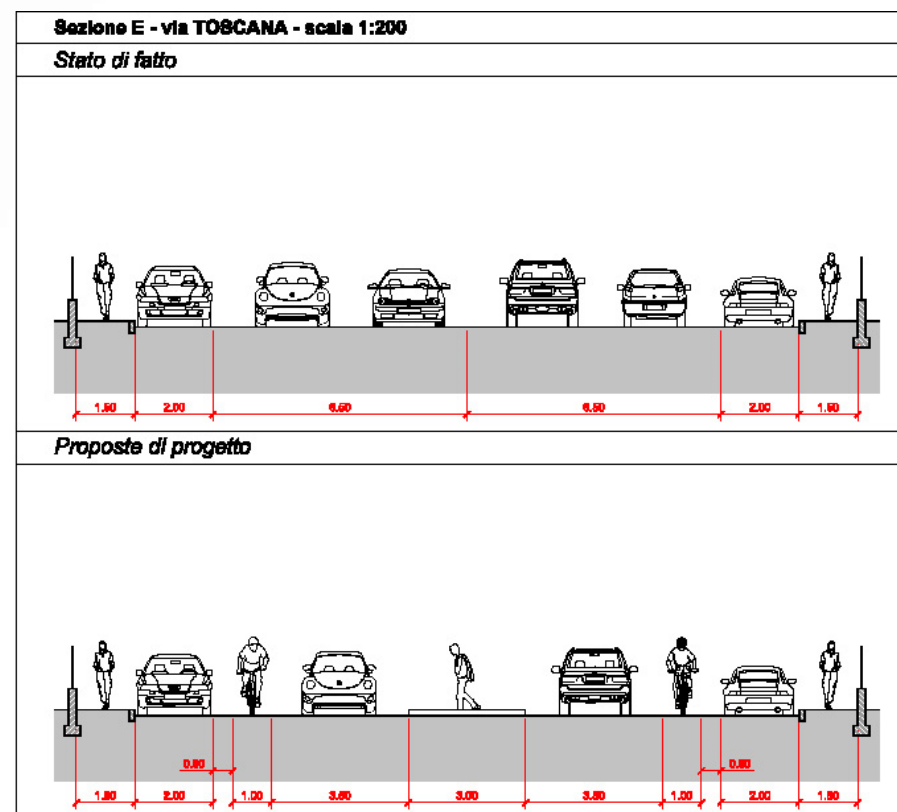 Sezione E - via TOSCANA - scala 1:200
Stato di fatto
1.50 2.00 6.50 6.50 2.00 1.50
Proposte di progetto
0.50 0.50
1.50 2.00 1.00 3.50 3.00 3.50 1.00 2.00 1.50